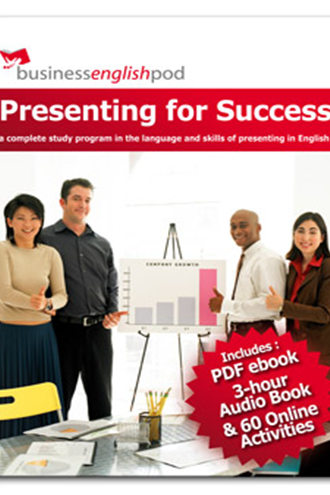 businessenglishpod
Presenting for Success
a complete study program in the language and skills of presenting in English
COMPANY GROWTH
Includes :
PDF ebook
3-hour
Audio Book
& 60 Online
Activities